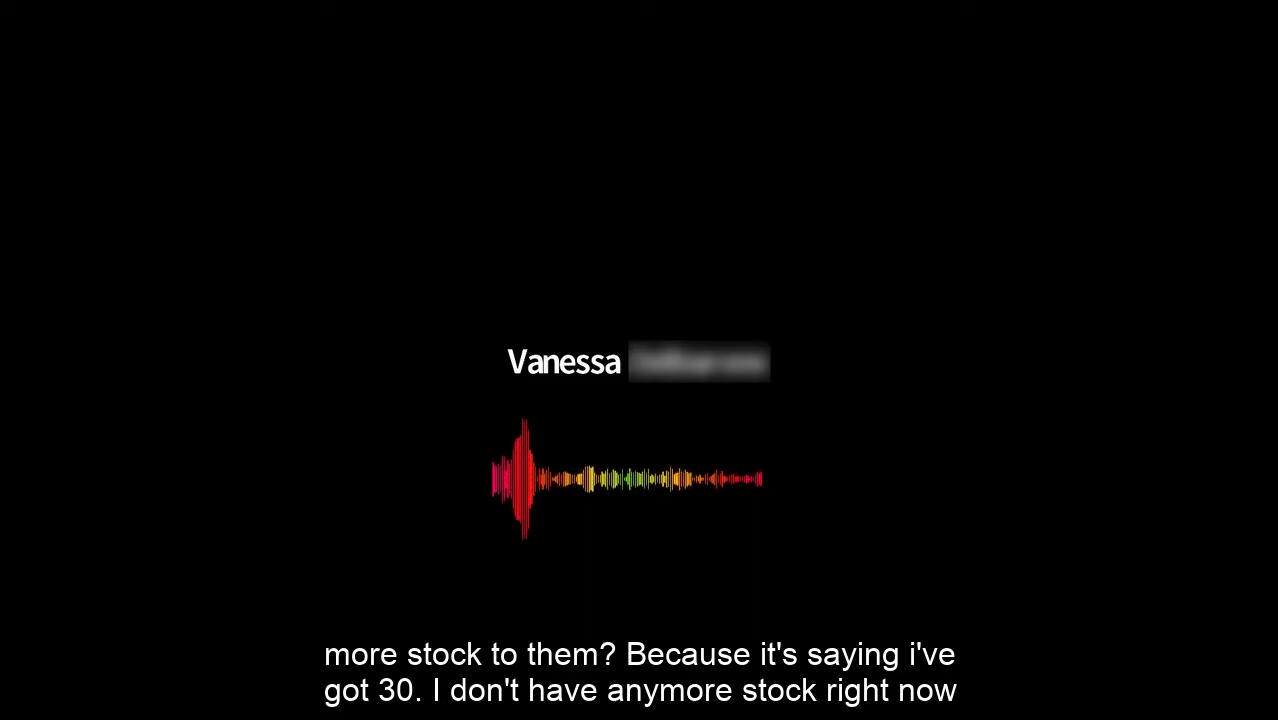 Vanessa
more stock to them? Because it's saying i've
got 30. I don't have anymore stock right now